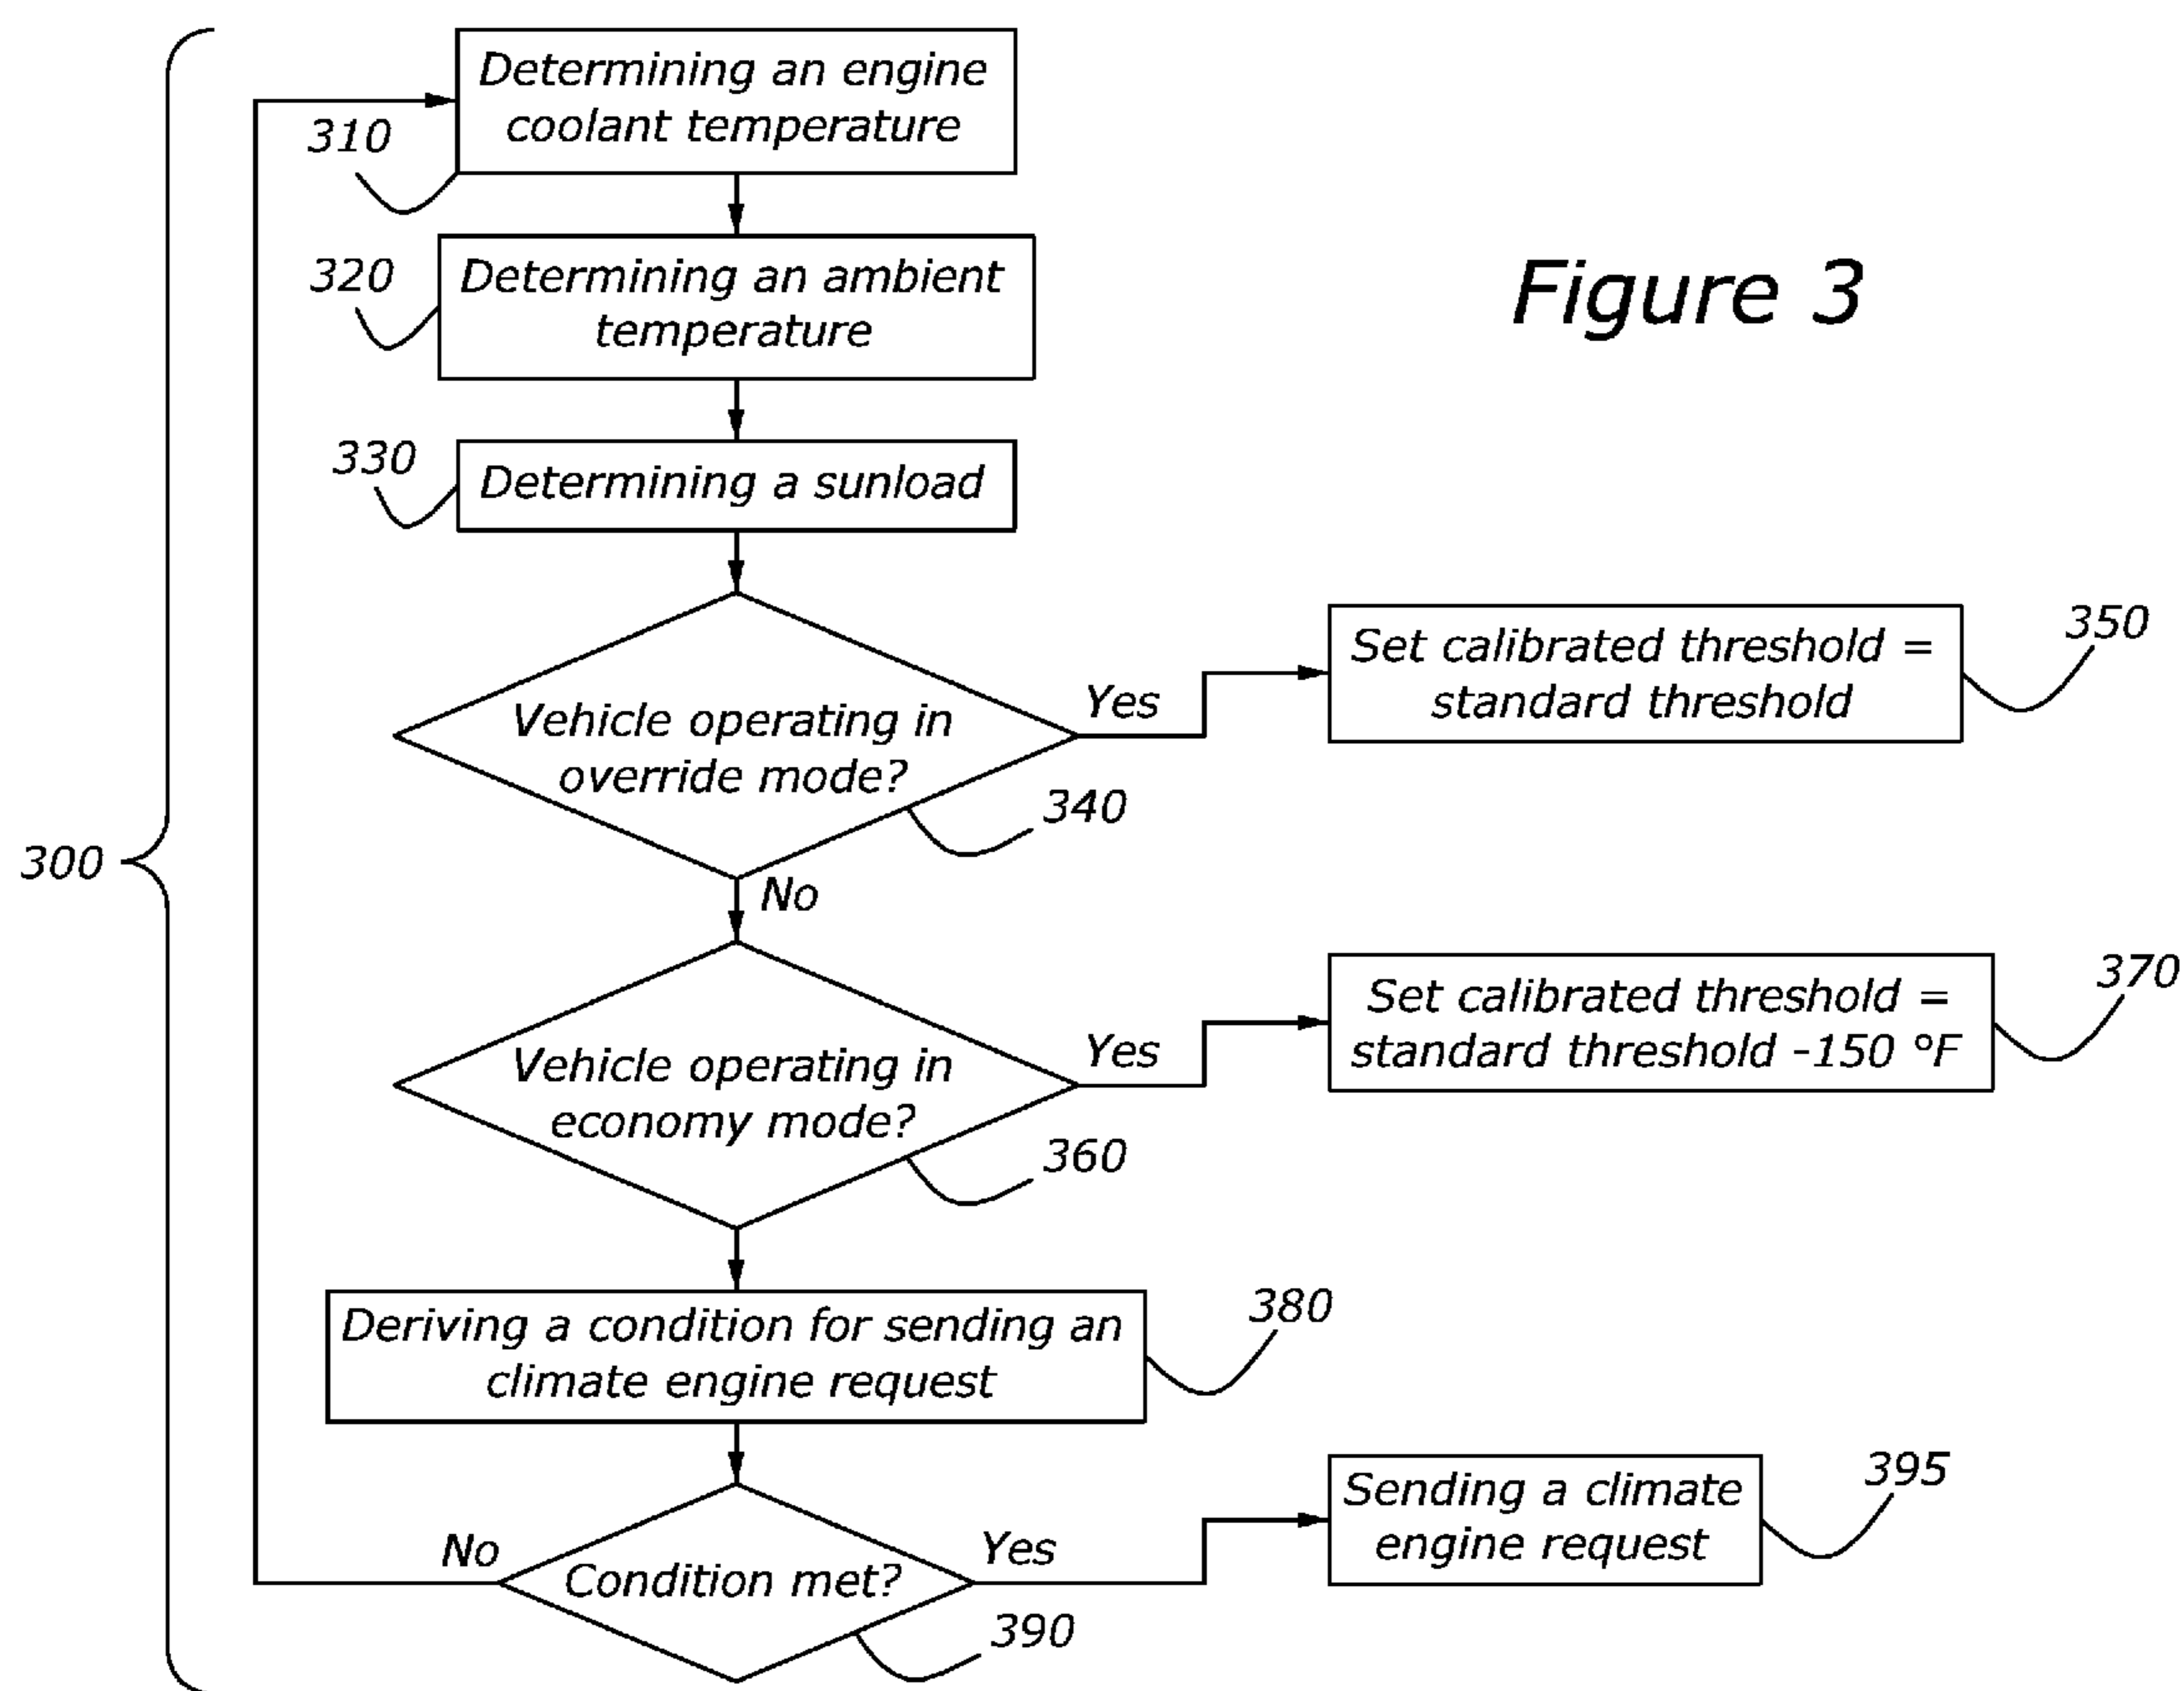 Determining an engine
coolant temperature
310
Determining an ambient
temperature
320
Figure 3
Determining a sunload
330
Vehicle operating in
override mode?
340
Yes
Set calibrated threshold =
standard threshold
350
300
No
Vehicle operating in
economy mode?
360
Yes
Set calibrated threshold =
standard threshold -150 °F
370
Deriving a condition for sending an
climate engine request
380
Condition met?
390
No
Yes
Sending a climate
engine request
395